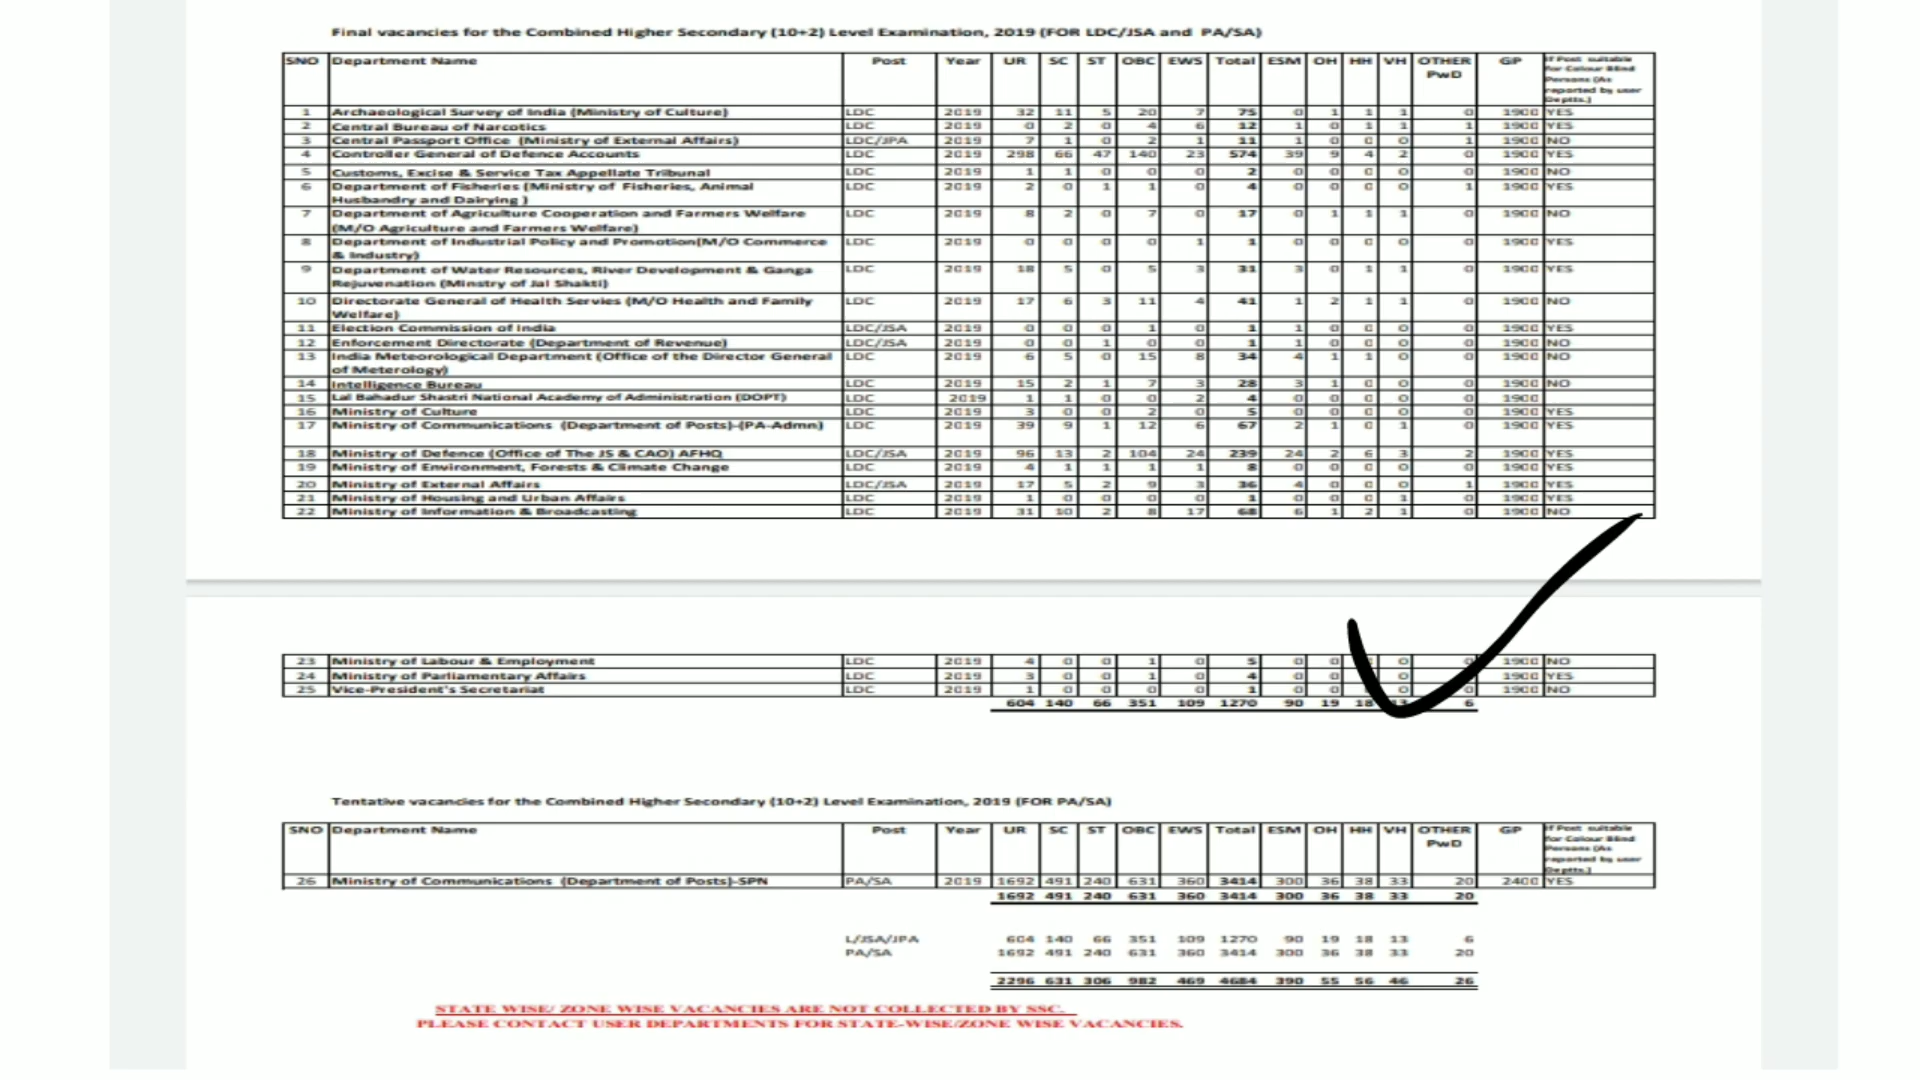 Final vacancies for the Combined Higher Secondary (10+2) Level Examination, 2019 (FOR LDC/JSA and PA/SA)
SNO Department Name Post Year UR SC ST OBC EWS Total ESM OH HH VH OTHER PwD GP If Post suitable for Colour Blind Persons (As reported by user Deptts.)
1 Archaeological Survey of India (Ministry of Culture) LDC 2019 32 11 5 20 7 75 0 1 1 1 0 1900 YES
2 Central Bureau of Narcotics LDC 2019 0 2 0 4 6 12 1 0 1 1 1 1900 YES
3 Central Passport Office (Ministry of External Affairs) LDC/JPA 2019 7 1 0 2 1 11 1 0 0 0 1 1900 NO
4 Controller General of Defence Accounts LDC 2019 298 66 47 140 23 574 39 9 4 2 0 1900 YES
5 Customs, Excise & Service Tax Appellate Tribunal LDC 2019 1 1 0 0 0 2 0 0 0 0 0 1900 NO
6 Department of Fisheries (Ministry of Fisheries, Animal LDC 2019 2 0 1 1 0 4 0 0 0 0 1 1900 YES
Husbandry and Dairying )
7 Department of Agriculture Cooperation and Farmers Welfare LDC 2019 8 2 0 7 0 17 0 1 1 1 0 1900 NO
(M/O Agriculture and Farmers Welfare)
8 Department of Industrial Policy and Promotion(M/O Commerce LDC 2019 0 0 0 0 1 1 0 0 0 0 0 1900 YES
& Industry)
9 Department of Water Resources, River Development & Ganga LDC 2019 18 5 0 5 3 31 3 0 1 1 0 1900 YES
Rejuvenation (Minstry of Jal Shakti)
10 Directorate General of Health Servies (M/O Health and Family LDC 2019 17 6 3 11 4 41 1 2 1 1 0 1900 NO
Welfare)
11 Election Commission of India LDC/JSA 2019 0 0 0 1 0 1 1 0 0 0 0 1900 YES
12 Enforcement Directorate (Department of Revenue) LDC/JSA 2019 0 0 1 0 0 1 1 0 0 0 0 1900 NO
13 India Meteorological Department (Office of the Director General LDC 2019 6 5 0 15 8 34 4 1 1 0 0 1900 NO
of Meterology)
14 Intelligence Bureau LDC 2019 15 2 1 7 3 28 3 1 0 0 0 1900 NO
15 Lal Bahadur Shastri National Academy of Administration (DOPT) LDC 2019 1 1 0 0 2 4 0 0 0 0 0 1900
16 Ministry of Culture LDC 2019 3 0 0 2 0 5 0 0 0 0 0 1900 YES
17 Ministry of Communications (Department of Posts)-(PA-Admn) LDC 2019 39 9 1 12 6 67 2 1 0 1 0 1900 YES
18 Ministry of Defence (Office of The JS & CAO) AFHQ LDC/JSA 2019 96 13 2 104 24 239 24 2 6 3 2 1900 YES
19 Ministry of Environment, Forests & Climate Change LDC 2019 4 1 1 1 1 8 0 0 0 0 0 1900 YES
20 Ministry of External Affairs LDC/JSA 2019 17 5 2 9 3 36 4 0 0 0 1 1900 YES
21 Ministry of Housing and Urban Affairs LDC 2019 1 0 0 0 0 1 0 0 0 1 0 1900 YES
22 Ministry of Information & Broadcasting LDC 2019 31 10 2 8 17 68 6 1 2 1 0 1900 NO
23 Ministry of Labour & Employment LDC 2019 4 0 0 1 0 5 0 0 0 1900 NO
24 Ministry of Parliamentary Affairs LDC 2019 3 0 0 1 0 4 0 0 0 0 1900 YES
25 Vice-President's Secretariat LDC 2019 1 0 0 0 0 1 0 0 0 0 1900 NO
604 140 66 351 109 1270 90 19 18 6
Tentative vacancies for the Combined Higher Secondary (10+2) Level Examination, 2019 (FOR PA/SA)
SNO Department Name Post Year UR SC ST OBC EWS Total ESM OH HH VH OTHER PwD GP If Post suitable for Colour Blind Persons (As reported by user Deptts.)
26 Ministry of Communications (Department of Posts)-SPN PA/SA 2019 1692 491 240 631 360 3414 300 36 38 33 20 2400 YES
1692 491 240 631 360 3414 300 36 38 33 20
L/JSA/JPA 604 140 66 351 109 1270 90 19 18 13 6
PA/SA 1692 491 240 631 360 3414 300 36 38 33 20
2296 631 306 982 469 4684 390 55 56 46 26
STATE WISE/ ZONE WISE VACANCIES ARE NOT COLLECTED BY SSC.
PLEASE CONTACT USER DEPARTMENTS FOR STATE-WISE/ZONE WISE VACANCIES.